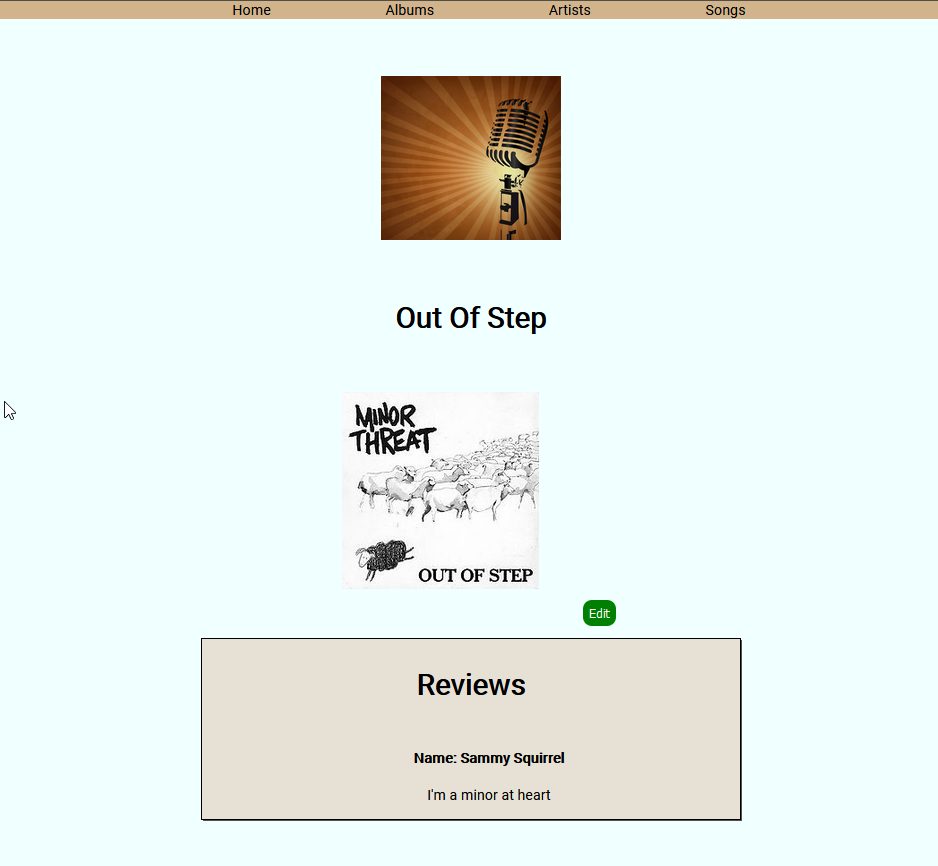 Home Albums Artists Songs
Out Of Step
MINOR
THREAT
OUT OF STEP
Edit
Reviews
Name: Sammy Squirrel
I'm a minor at heart